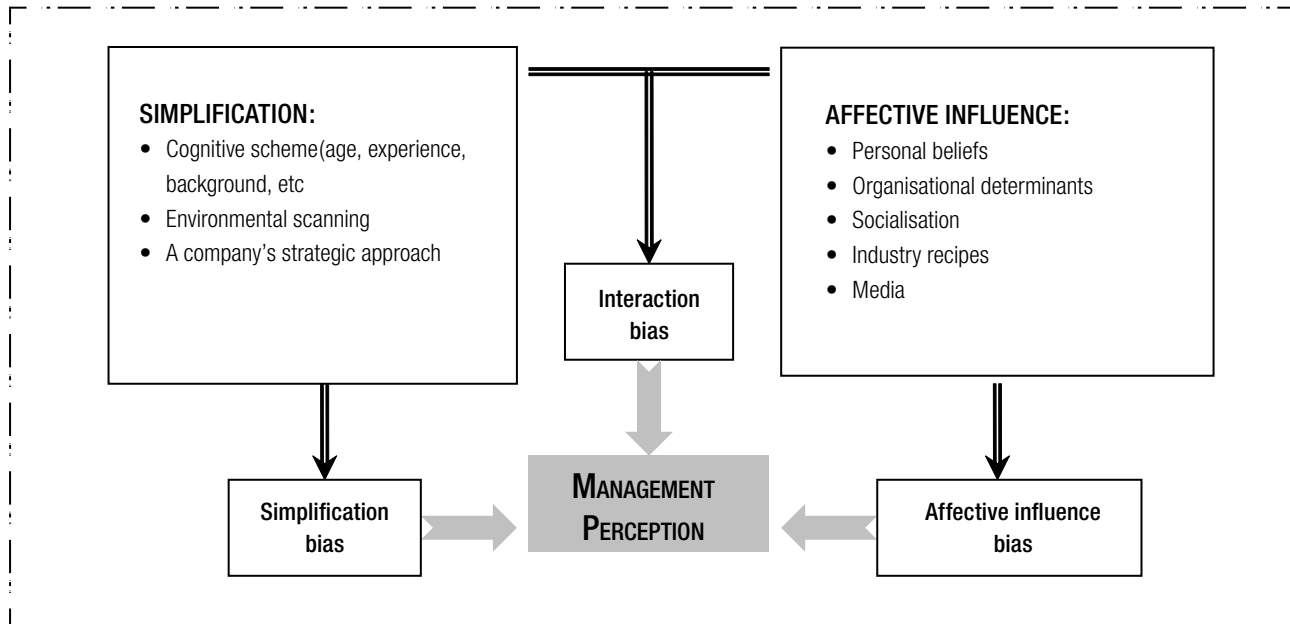 SIMPLIFICATION:
• Cognitive scheme(age, experience,
background, etc
• Environmental scanning
• A company's strategic approach
AFFECTIVE INFLUENCE:
• Personal beliefs
• Organisational determinants
• Socialisation
• Industry recipes
• Media
Interaction
bias
Simplification
bias
MANAGEMENT
PERCEPTION
Affective influence
bias